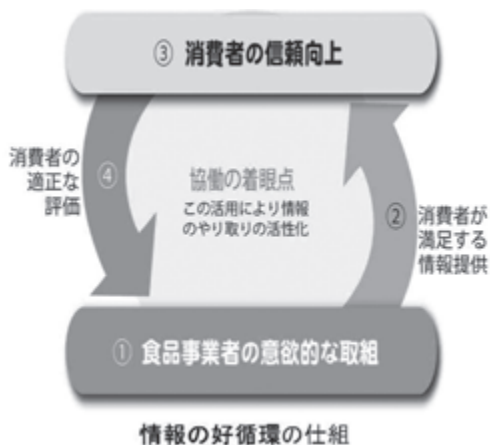 ③ 消費者の信頼向上
消費者の
適正な
評価
④
協働の着眼点
この活用により情報
のやり取りの活性化
②
消費者が
満足する
情報提供
① 食品事業者の意欲的な取組
情報の好循環の仕組